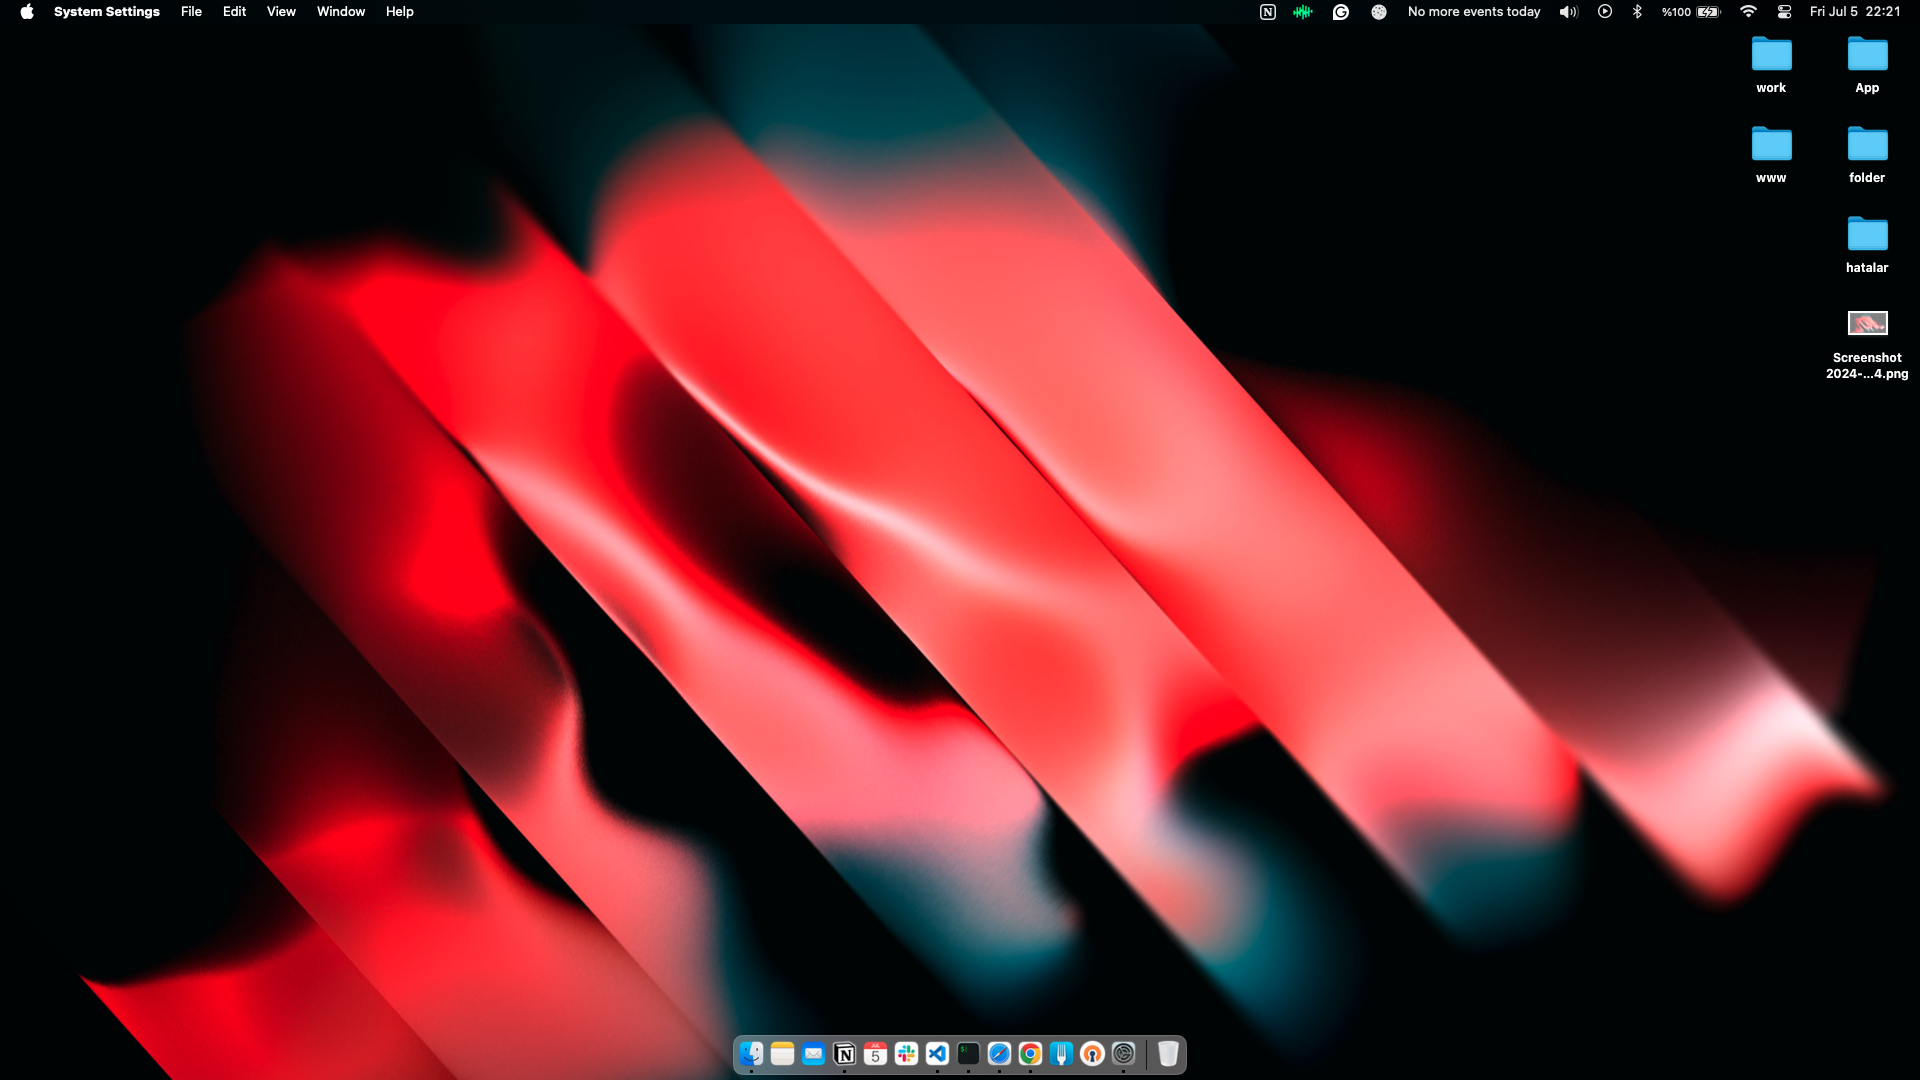 System Settings File Edit View Window Help No more events today %100 Fri Jul 5 22:21
work App
www folder
hatalar
Screenshot
2024-...4.png
JUL
5